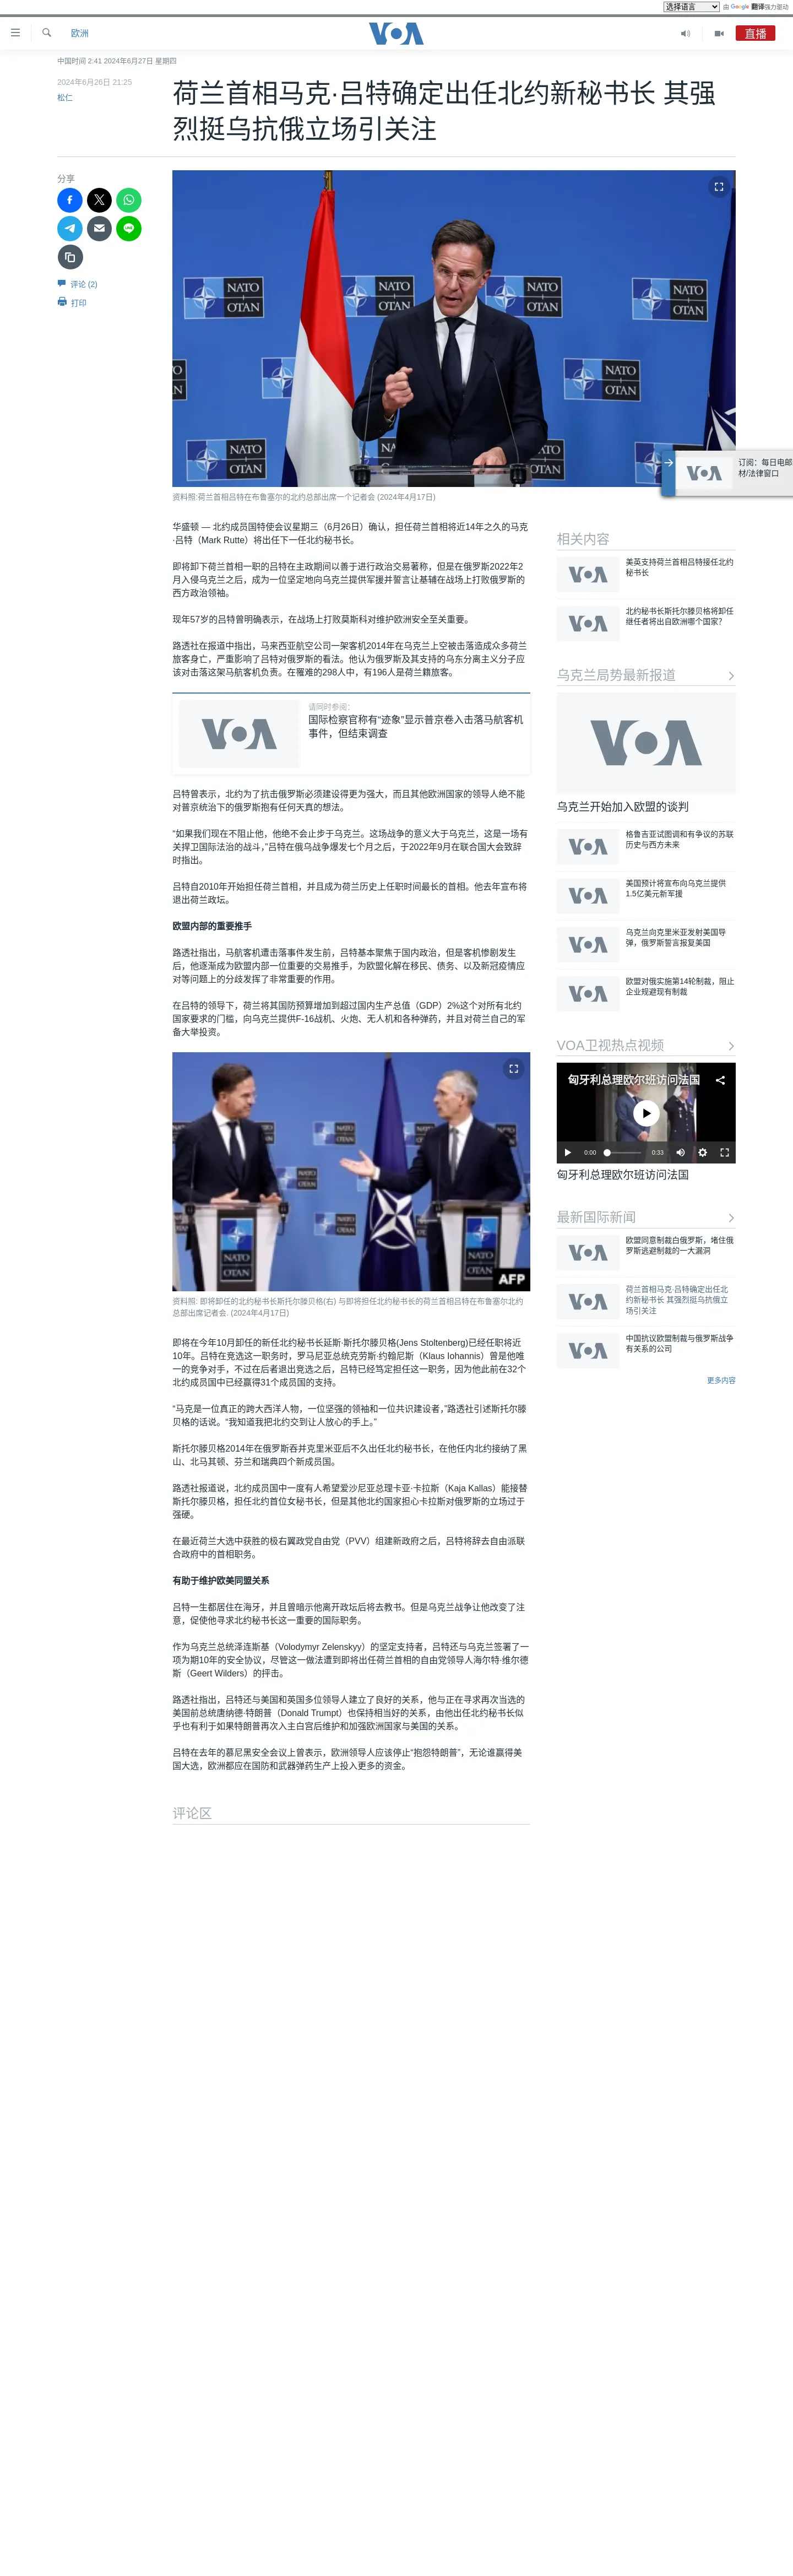 选择语言 由 Google 翻译强力驱动
欧洲
VOA
直播
中国时间 2:41 2024年6月27日 星期四
2024年6月26日 21:25
松仁
荷兰首相马克·吕特确定出任北约新秘书长 其强
烈挺乌抗俄立场引关注
分享
评论 (2)
打印
NATO
OTAN
NATO
OTAN
NATO
OTAN
NATO
OTAN
NATO
OTAN
NATO
OTAN
资料照:荷兰首相吕特在布鲁塞尔的北约总部出席一个记者会 (2024年4月17日)
VOA
订阅：每日电邮
材/法律窗口
华盛顿 — 北约成员国特使会议星期三（6月26日）确认，担任荷兰首相将近14年之久的马克
·吕特（Mark Rutte）将出任下一任北约秘书长。
即将卸下荷兰首相一职的吕特在主政期间以善于进行政治交易著称，但是在俄罗斯2022年2
月入侵乌克兰之后，成为一位坚定地向乌克兰提供军援并誓言让基辅在战场上打败俄罗斯的
西方政治领袖。
现年57岁的吕特曾明确表示，在战场上打败莫斯科对维护欧洲安全至关重要。
路透社在报道中指出，马来西亚航空公司一架客机2014年在乌克兰上空被击落造成众多荷兰
旅客身亡，严重影响了吕特对俄罗斯的看法。他认为俄罗斯及其支持的乌东分离主义分子应
该对击落这架马航客机负责。在罹难的298人中，有196人是荷兰籍旅客。
VOA
请同时参阅：
国际检察官称有“迹象”显示普京卷入击落马航客机
事件，但结束调查
吕特曾表示，北约为了抗击俄罗斯必须建设得更为强大，而且其他欧洲国家的领导人绝不能
对普京统治下的俄罗斯抱有任何天真的想法。
“如果我们现在不阻止他，他绝不会止步于乌克兰。这场战争的意义大于乌克兰，这是一场有
关捍卫国际法治的战斗，”吕特在俄乌战争爆发七个月之后，于2022年9月在联合国大会致辞
时指出。
吕特自2010年开始担任荷兰首相，并且成为荷兰历史上任职时间最长的首相。他去年宣布将
退出荷兰政坛。
欧盟内部的重要推手
路透社指出，马航客机遭击落事件发生前，吕特基本聚焦于国内政治，但是客机惨剧发生
后，他逐渐成为欧盟内部一位重要的交易推手，为欧盟化解在移民、债务、以及新冠疫情应
对等问题上的分歧发挥了非常重要的作用。
在吕特的领导下，荷兰将其国防预算增加到超过国内生产总值（GDP）2%这个对所有北约
国家要求的门槛，向乌克兰提供F-16战机、火炮、无人机和各种弹药，并且对荷兰自己的军
备大举投资。
NATO
OTAN
NATO
OTAN
AFP
资料照: 即将卸任的北约秘书长斯托尔滕贝格(右) 与即将担任北约秘书长的荷兰首相吕特在布鲁塞尔北约
总部出席记者会. (2024年4月17日)
即将在今年10月卸任的新任北约秘书长延斯·斯托尔滕贝格(Jens Stoltenberg)已经任职将近
10年。吕特在竞选这一职务时，罗马尼亚总统克劳斯·约翰尼斯（Klaus Iohannis）曾是他唯
一的竞争对手，不过在后者退出竞选之后，吕特已经笃定担任这一职务，因为他此前在32个
北约成员国中已经赢得31个成员国的支持。
“马克是一位真正的跨大西洋人物，一位坚强的领袖和一位共识建设者，”路透社引述斯托尔滕
贝格的话说。“我知道我把北约交到让人放心的手上。”
斯托尔滕贝格2014年在俄罗斯吞并克里米亚后不久出任北约秘书长，在他任内北约接纳了黑
山、北马其顿、芬兰和瑞典四个新成员国。
路透社报道说，北约成员国中一度有人希望爱沙尼亚总理卡亚·卡拉斯（Kaja Kallas）能接替
斯托尔滕贝格，担任北约首位女秘书长，但是其他北约国家担心卡拉斯对俄罗斯的立场过于
强硬。
在最近荷兰大选中获胜的极右翼政党自由党（PVV）组建新政府之后，吕特将辞去自由派联
合政府中的首相职务。
有助于维护欧美同盟关系
吕特一生都居住在海牙，并且曾暗示他离开政坛后将去教书。但是乌克兰战争让他改变了注
意，促使他寻求北约秘书长这一重要的国际职务。
作为乌克兰总统泽连斯基（Volodymyr Zelenskyy）的坚定支持者，吕特还与乌克兰签署了一
项为期10年的安全协议，尽管这一做法遭到即将出任荷兰首相的自由党领导人海尔特·维尔德
斯（Geert Wilders）的抨击。
路透社指出，吕特还与美国和英国多位领导人建立了良好的关系，他与正在寻求再次当选的
美国前总统唐纳德·特朗普（Donald Trumpt）也保持相当好的关系，由他出任北约秘书长似
乎也有利于如果特朗普再次入主白宫后维护和加强欧洲国家与美国的关系。
吕特在去年的慕尼黑安全会议上曾表示，欧洲领导人应该停止“抱怨特朗普”，无论谁赢得美
国大选，欧洲都应在国防和武器弹药生产上投入更多的资金。
评论区
相关内容
VOA
美英支持荷兰首相吕特接任北约
秘书长
VOA
北约秘书长斯托尔滕贝格将卸任
继任者将出自欧洲哪个国家？
乌克兰局势最新报道
VOA
乌克兰开始加入欧盟的谈判
VOA
格鲁吉亚试图调和有争议的苏联
历史与西方未来
VOA
美国预计将宣布向乌克兰提供
1.5亿美元新军援
VOA
乌克兰向克里米亚发射美国导
弹，俄罗斯誓言报复美国
VOA
欧盟对俄实施第14轮制裁，阻止
企业规避现有制裁
VOA卫视热点视频
匈牙利总理欧尔班访问法国
0:00
0:33
匈牙利总理欧尔班访问法国
最新国际新闻
VOA
欧盟同意制裁白俄罗斯，堵住俄
罗斯逃避制裁的一大漏洞
VOA
荷兰首相马克·吕特确定出任北
约新秘书长 其强烈挺乌抗俄立
场引关注
VOA
中国抗议欧盟制裁与俄罗斯战争
有关系的公司
更多内容